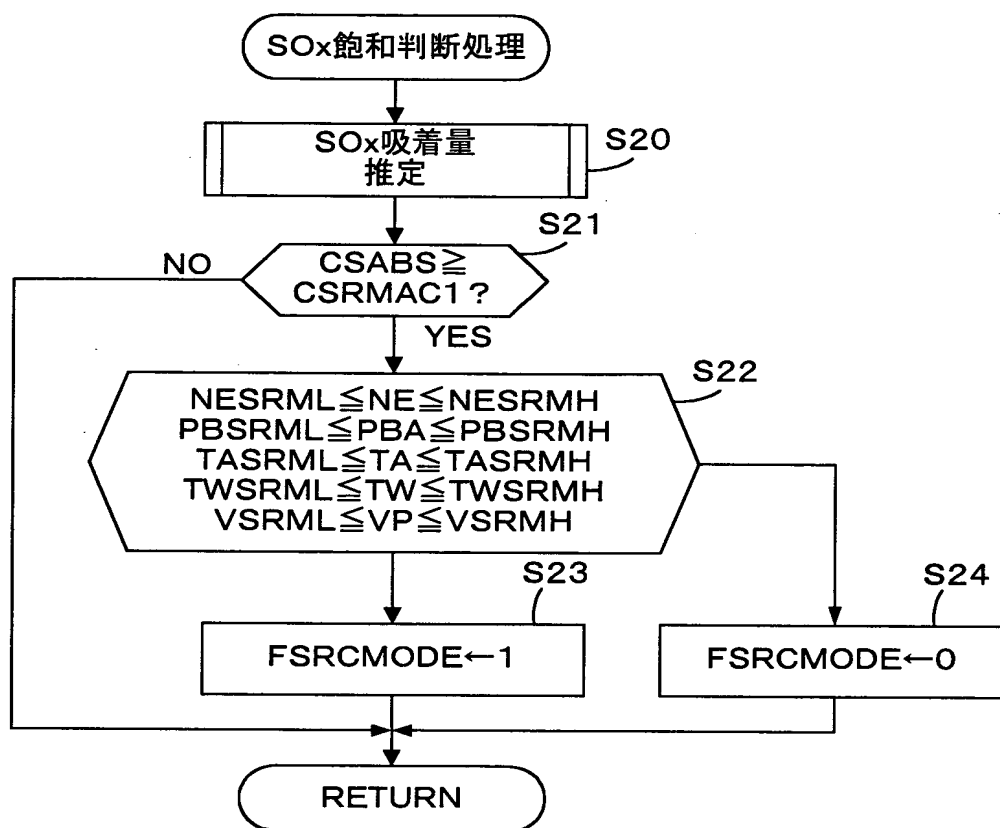 SOx飽和判断処理
SOx吸着量
推定
S20
S21
CSABS≧
CSRMAC1?
NO
YES
S22
NESRML≦NE≦NESRMH
PBSRML≦PBA≦PBSRMH
TASRML≦TA≦TASRMH
TWSRML≦TW≦TWSRMH
VSRML≦VP≦VSRMH
S23
FSRCMODE←1
S24
FSRCMODE←0
RETURN